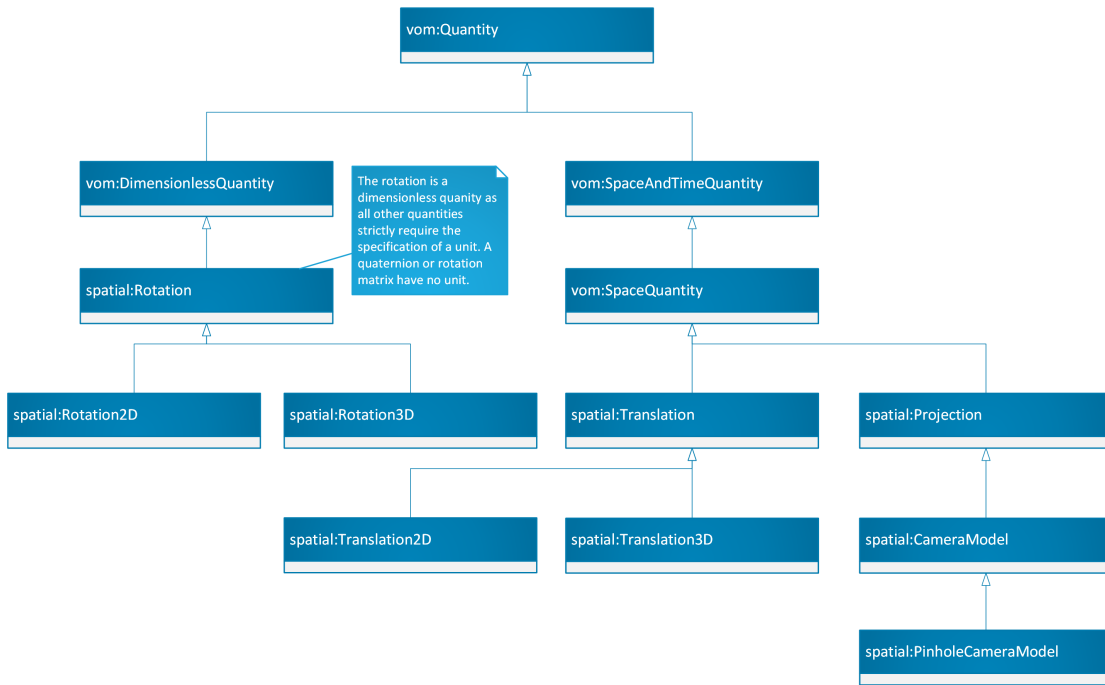 vom:Quantity
vom:DimensionlessQuantity
The rotation is a
dimensionless quanity as
all other quantities
strictly require the
specification of a unit. A
quaternion or rotation
matrix have no unit.
vom:SpaceAndTimeQuantity
spatial:Rotation
vom:SpaceQuantity
spatial:Rotation2D
spatial:Rotation3D
spatial:Translation
spatial:Projection
spatial:Translation2D
spatial:Translation3D
spatial:CameraModel
spatial:PinholeCameraModel